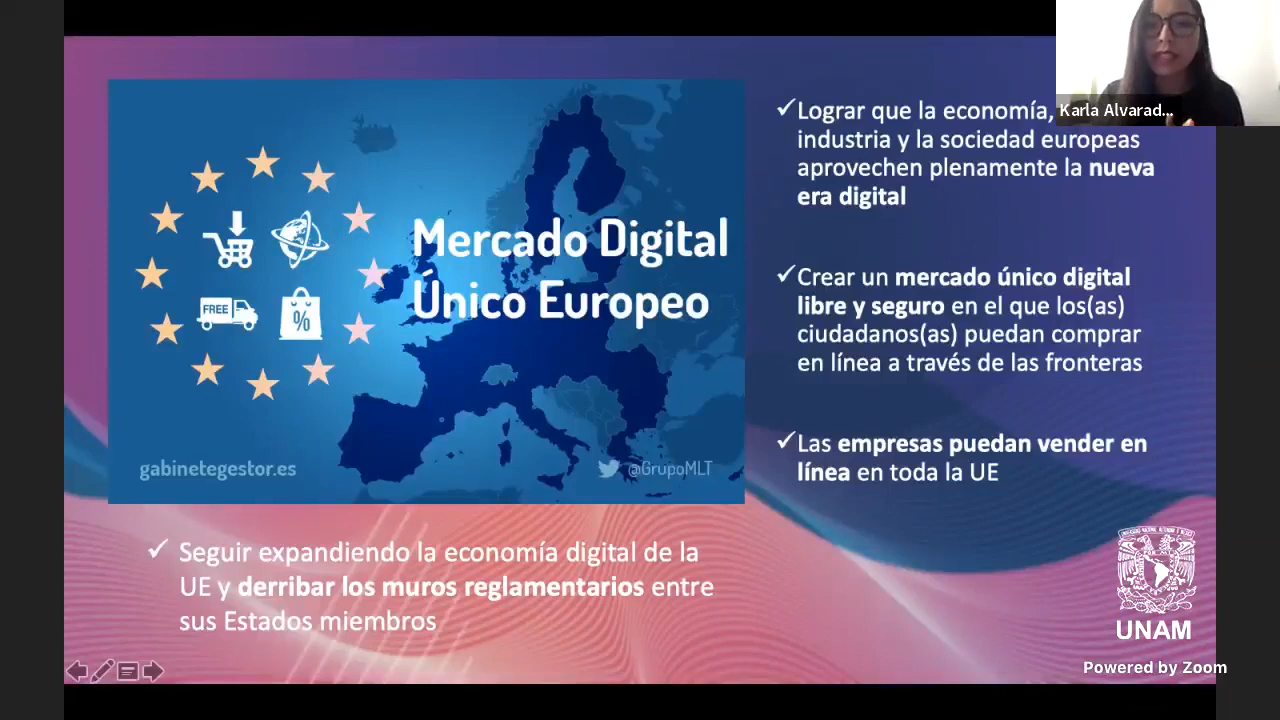 Karla Alvarad...
Lograr que la economía,
industria y la sociedad europeas
aprovechen plenamente la nueva
era digital
Mercado Digital
Único Europeo
FREE
%
Crear un mercado único digital
libre y seguro en el que los(as)
ciudadanos(as) puedan comprar
en línea a través de las fronteras
Las empresas puedan vender en
línea en toda la UE
gabinetegestor.es
@GrupoMLT
Seguir expandiendo la economía digital de la
UE y derribar los muros reglamentarios entre
sus Estados miembros
UNAM
Powered by Zoom